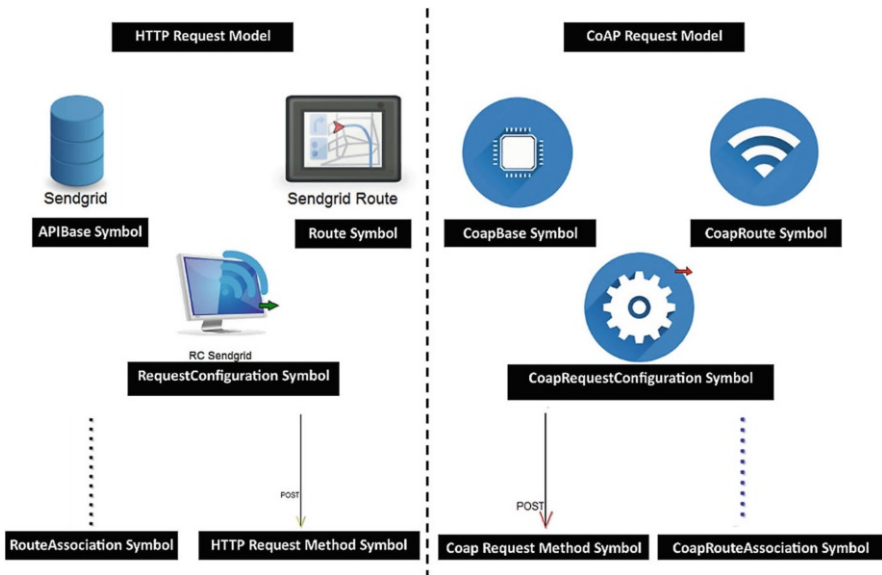 HTTP Request Model
Sendgrid
APIBase Symbol
Sendgrid Route
Route Symbol
RC Sendgrid
RequestConfiguration Symbol
RouteAssociation Symbol
POST
HTTP Request Method Symbol
CoAP Request Model
CoapBase Symbol
CoapRoute Symbol
CoapRequestConfiguration Symbol
POST
Coap Request Method Symbol
CoapRouteAssociation Symbol